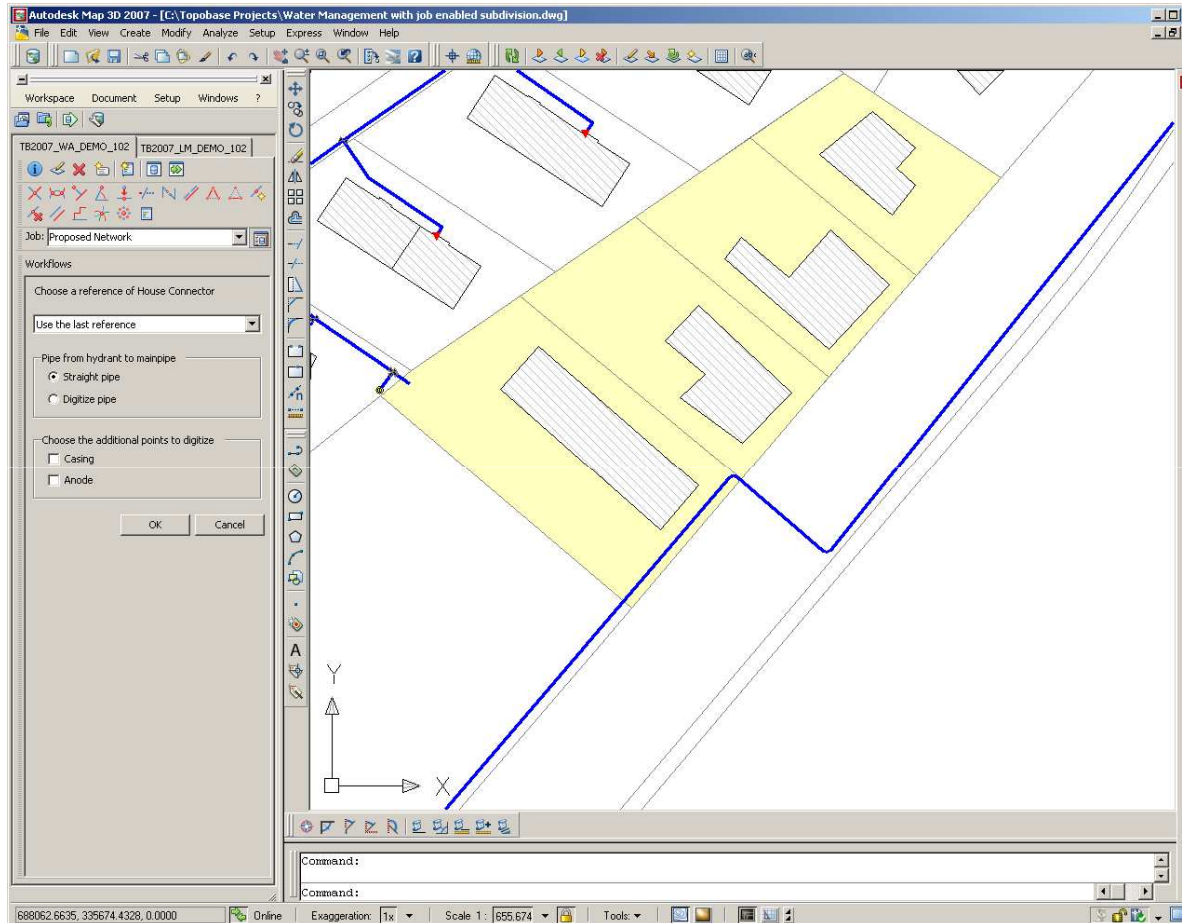 Autodesk Map 3D 2007 - [C:\Topobase Projects\Water Management with job enabled subdivision.dwg]
File Edit View Create Modify Analyze Setup Express Window Help
Workspace Document Setup Windows ?
TB2007_WA_DEMO_102 TB2007_LM_DEMO_102
Job: Proposed Network
Workflows
Choose a reference of House Connector
Use the last reference
Pipe from hydrant to mainpipe
Straight pipe
Digitize pipe
Choose the additional points to digitize
Casing
Anode
OK Cancel
A
Y
X
Command:
Command:
688062.6635, 335674.4328, 0.0000 Online Exaggeration: 1x Scale 1: 655.674 Tools: